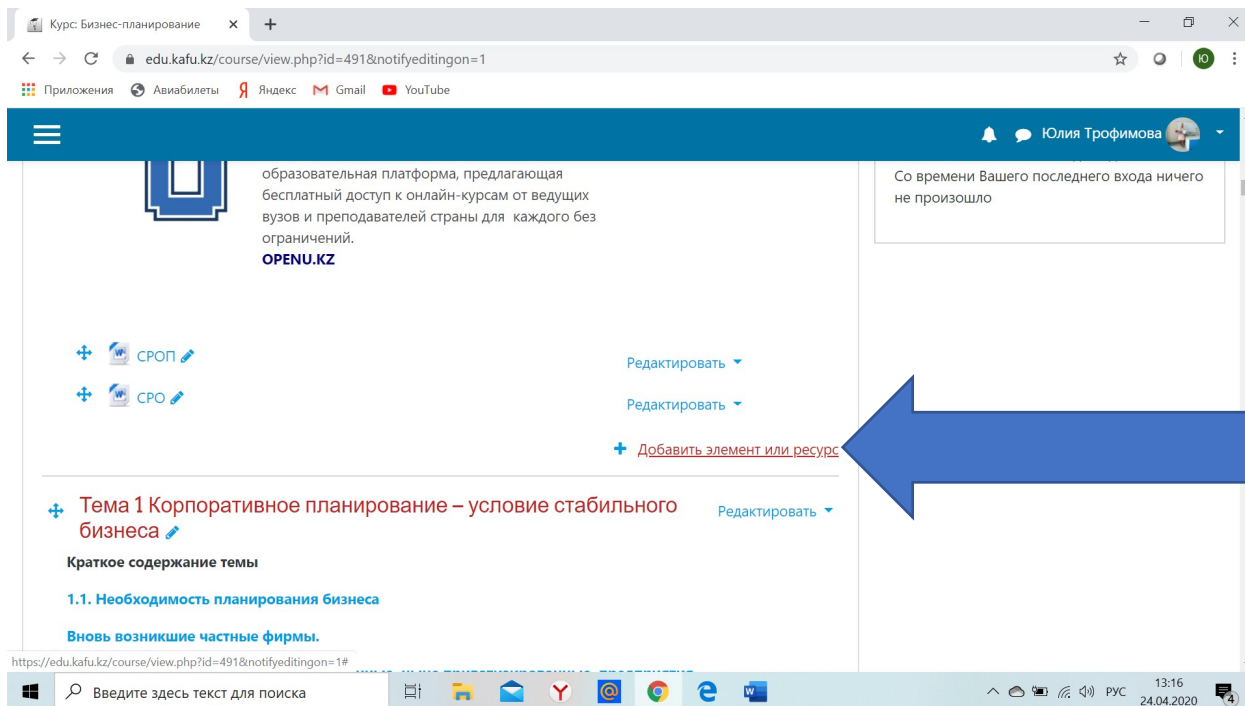 Курс: Бизнес-планирование
edu.kafu.kz/course/view.php?id=491&notifyeditingon=1
Ю
Приложения Авиабилеты Яндекс Gmail YouTube
Юлия Трофимова
образовательная платформа, предлагающая
бесплатный доступ к онлайн-курсам от ведущих
вузов и преподавателей страны для каждого без
ограничений.
OPENU.KZ
Со времени Вашего последнего входа ничего
не произошло
СРОП Редактировать
СРО Редактировать
Добавить элемент или ресурс
Тема 1 Корпоративное планирование – условие стабильного
бизнеса
Редактировать
Краткое содержание темы
1.1. Необходимость планирования бизнеса
Вновь возникшие частные фирмы.
https://edu.kafu.kz/course/view.php?id=491&notifyeditingon=1#
Введите здесь текст для поиска
РУС
13:16
24.04.2020
4